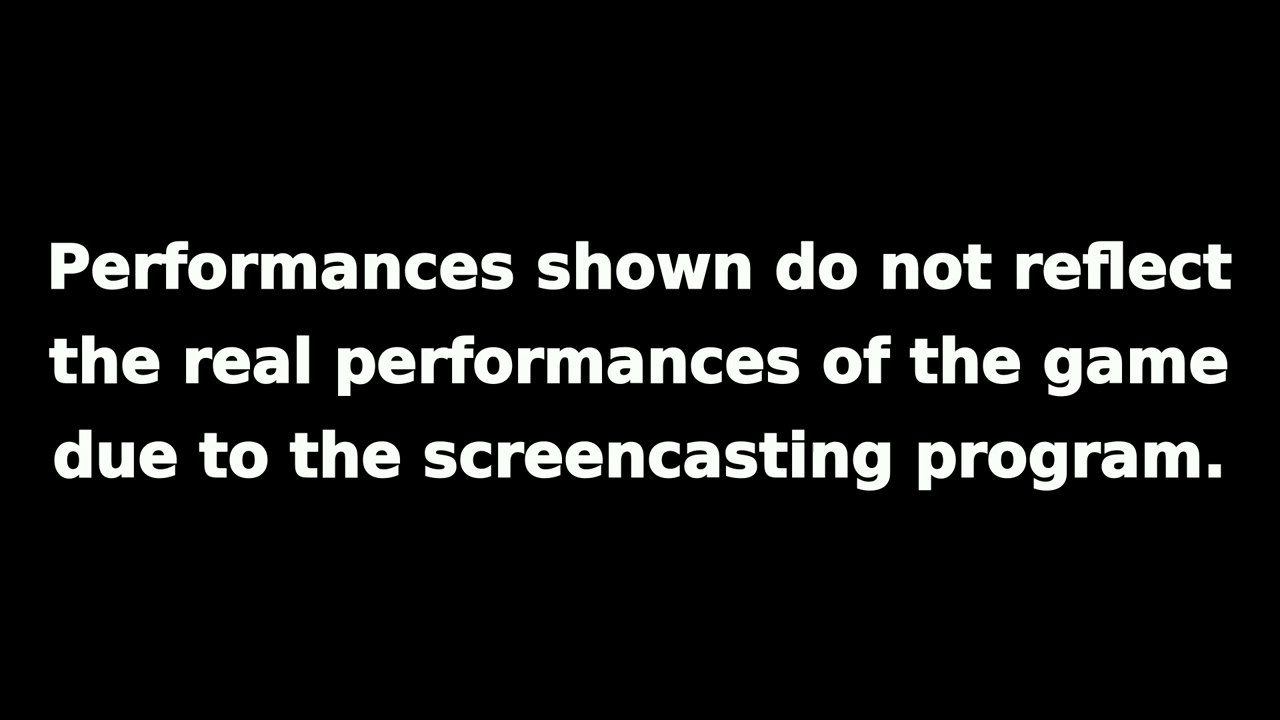 Performances shown do not reflect
the real performances of the game
due to the screencasting program.